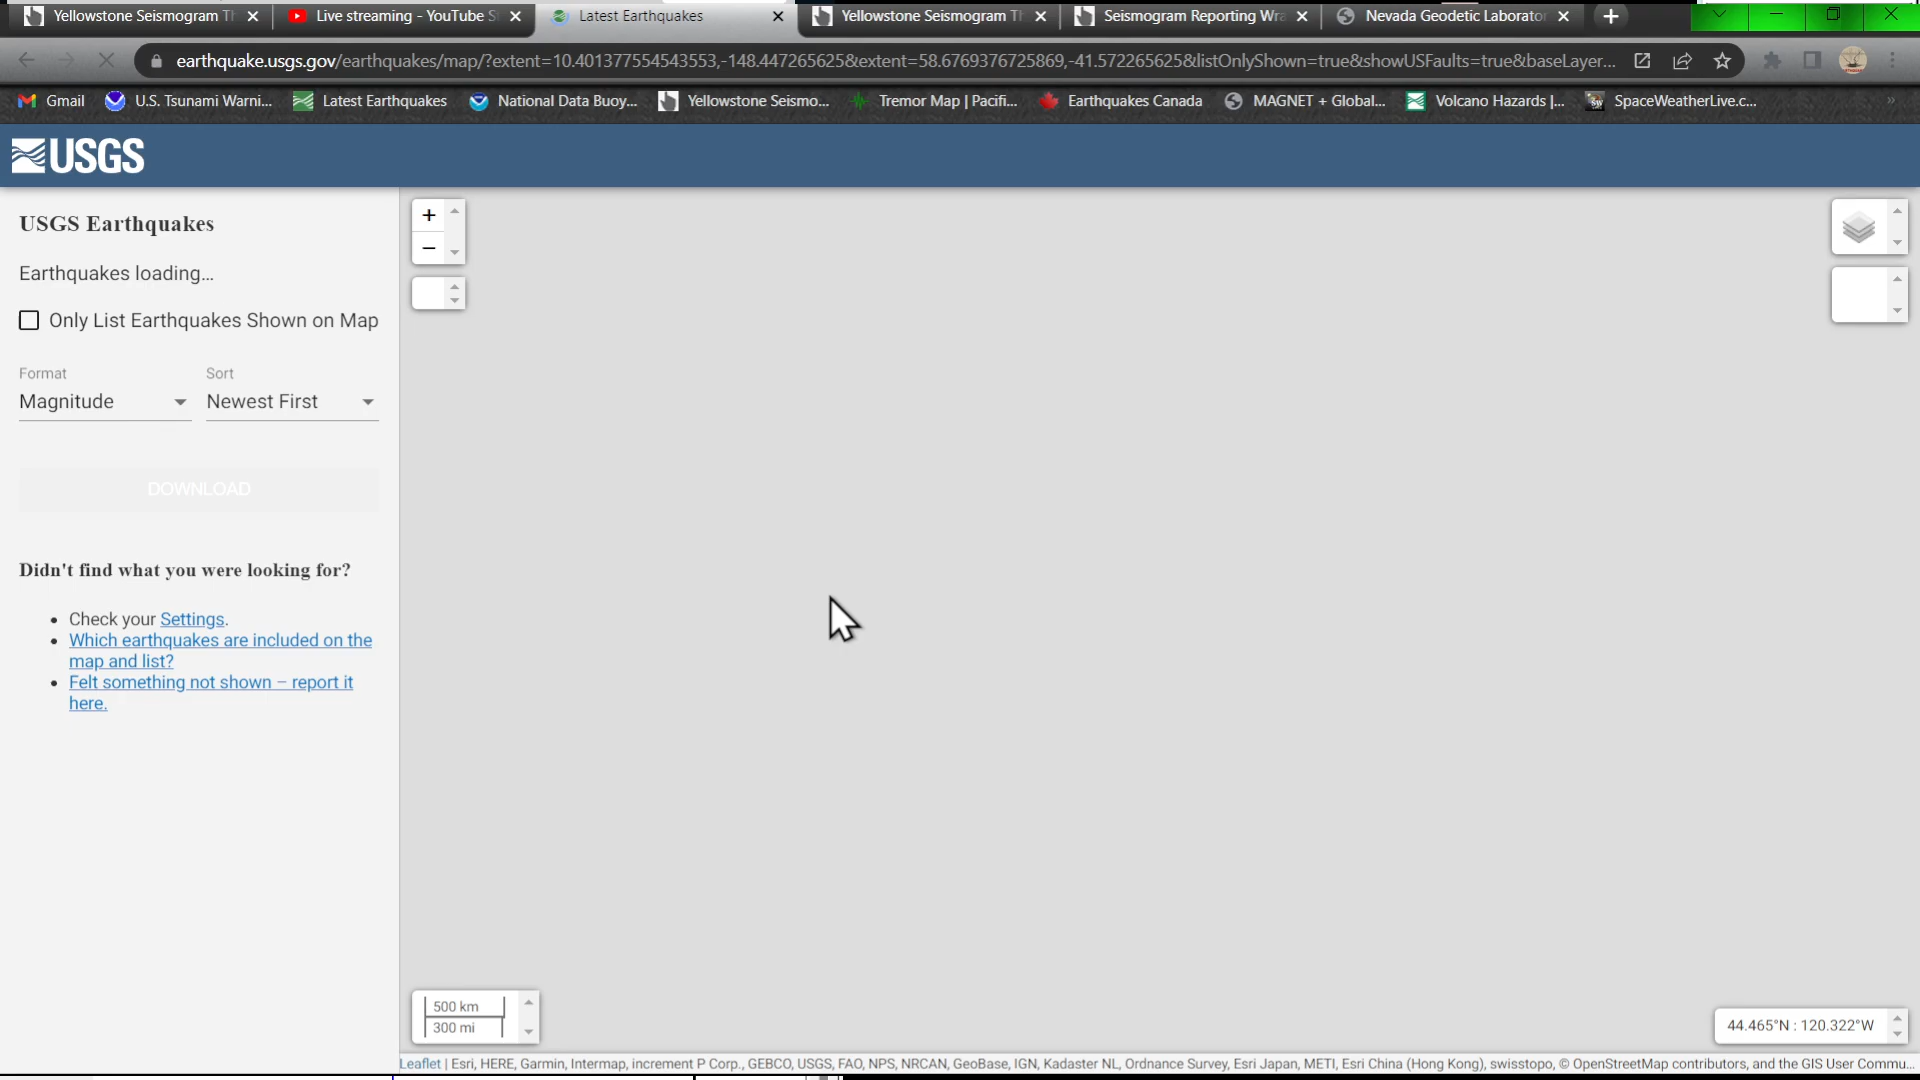 Yellowstone Seismogram Th
Live streaming - YouTube S
Latest Earthquakes
Yellowstone Seismogram Th
Seismogram Reporting Wra
Nevada Geodetic Laborator
earthquake.usgs.gov/earthquakes/map/?extent=10.401377554543553,-148.447265625&extent=58.6769376725869,-41.572265625&listOnlyShown=true&showUSFaults=true&baseLayer...
Gmail
U.S. Tsunami Warni...
Latest Earthquakes
National Data Buoy...
Yellowstone Seismo...
Tremor Map | Pacifi...
Earthquakes Canada
MAGNET + Global...
Volcano Hazards |...
SpaceWeatherLive.c...
USGS
USGS Earthquakes
Earthquakes loading...
Only List Earthquakes Shown on Map
Format
Sort
Magnitude
Newest First
DOWNLOAD
Didn't find what you were looking for?
Check your Settings.
Which earthquakes are included on the
map and list?
Felt something not shown – report it
here.
+
−
500 km
300 mi
44.465°N : 120.322°W
Leaflet | Esri, HERE, Garmin, Intermap, increment P Corp., GEBCO, USGS, FAO, NPS, NRCAN, GeoBase, IGN, Kadaster NL, Ordnance Survey, Esri Japan, METI, Esri China (Hong Kong), swisstopo, © OpenStreetMap contributors, and the GIS User Commu...